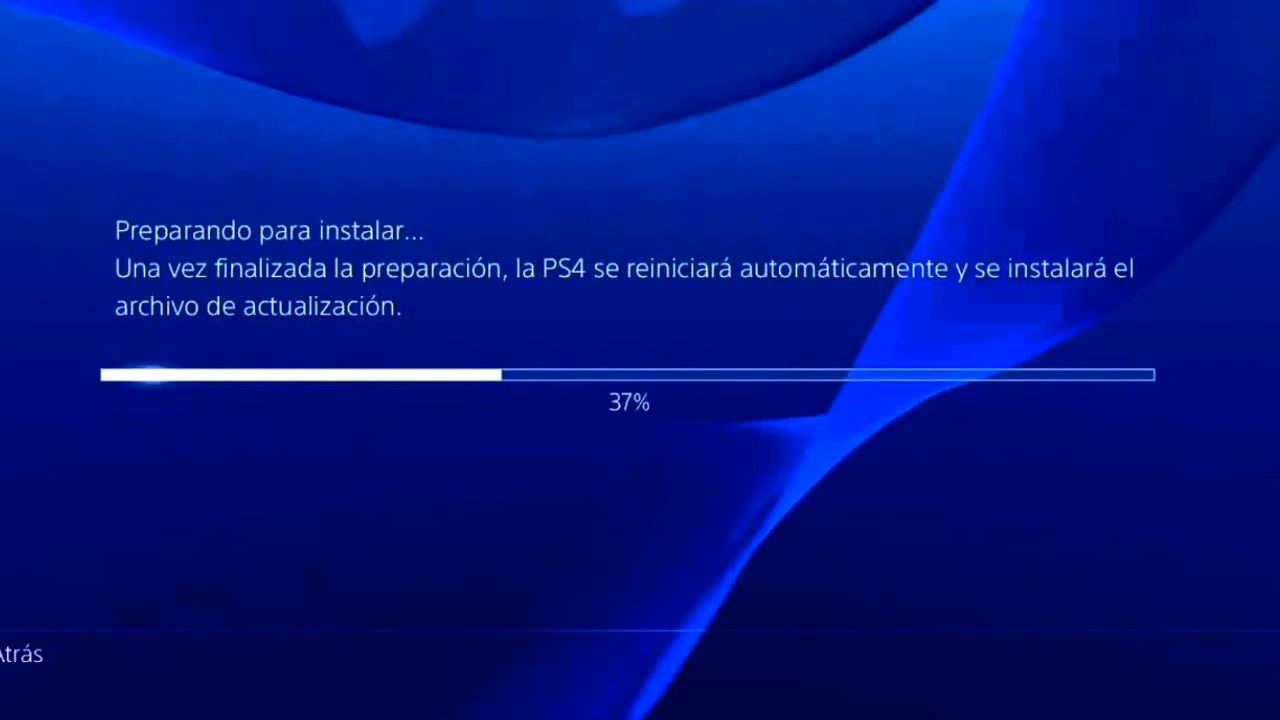 Preparando para instalar...
Una vez finalizada la preparación, la PS4 se reiniciará automáticamente y se instalará el
archivo de actualización.
37%
Atrás